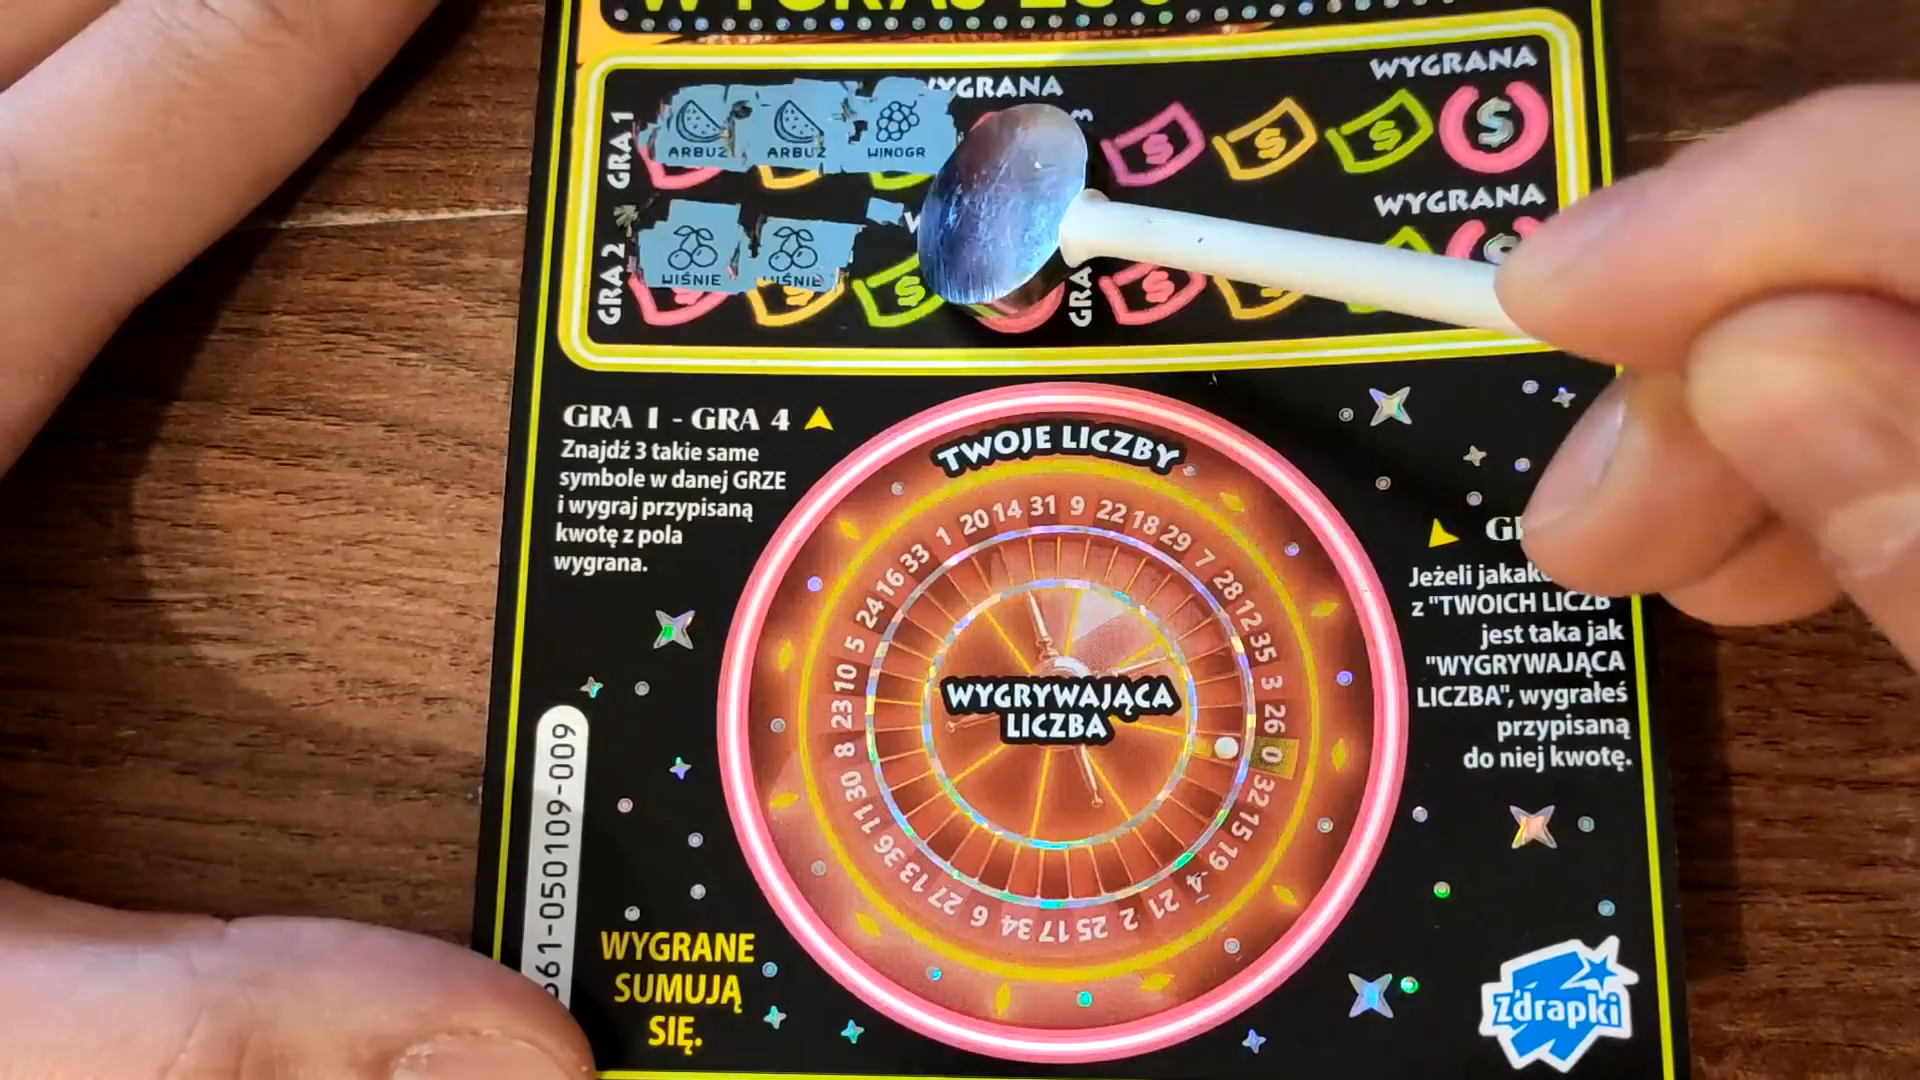 WYGRANA
WYGRANA
GRA 1
ARBUZ
ARBUZ
WINOGR
WYGRANA
GRA 2
WIŚNIE
WIŚNIE
GRA 1 - GRA 4
Znajdź 3 takie same
symbole w danej GRZE
i wygraj przypisaną
kwotę z pola
wygrana.
TWOJE LICZBY
5 24 16 33 1 20 14 31 9 22 18 29 7 28 12 35 3 26 0 32 15 19 4 21 2 25 17 34 6 27 13 36 11 30 8 23 10
WYGRYWAJĄCA
LICZBA
z "TWOICH LICZB
jest taka jak
"WYGRYWAJĄCA
LICZBA", wygrałeś
przypisaną
do niej kwotę.
Jeżeli
661-050109-009
WYGRANE
SUMUJĄ
SIĘ.
Zdrapki